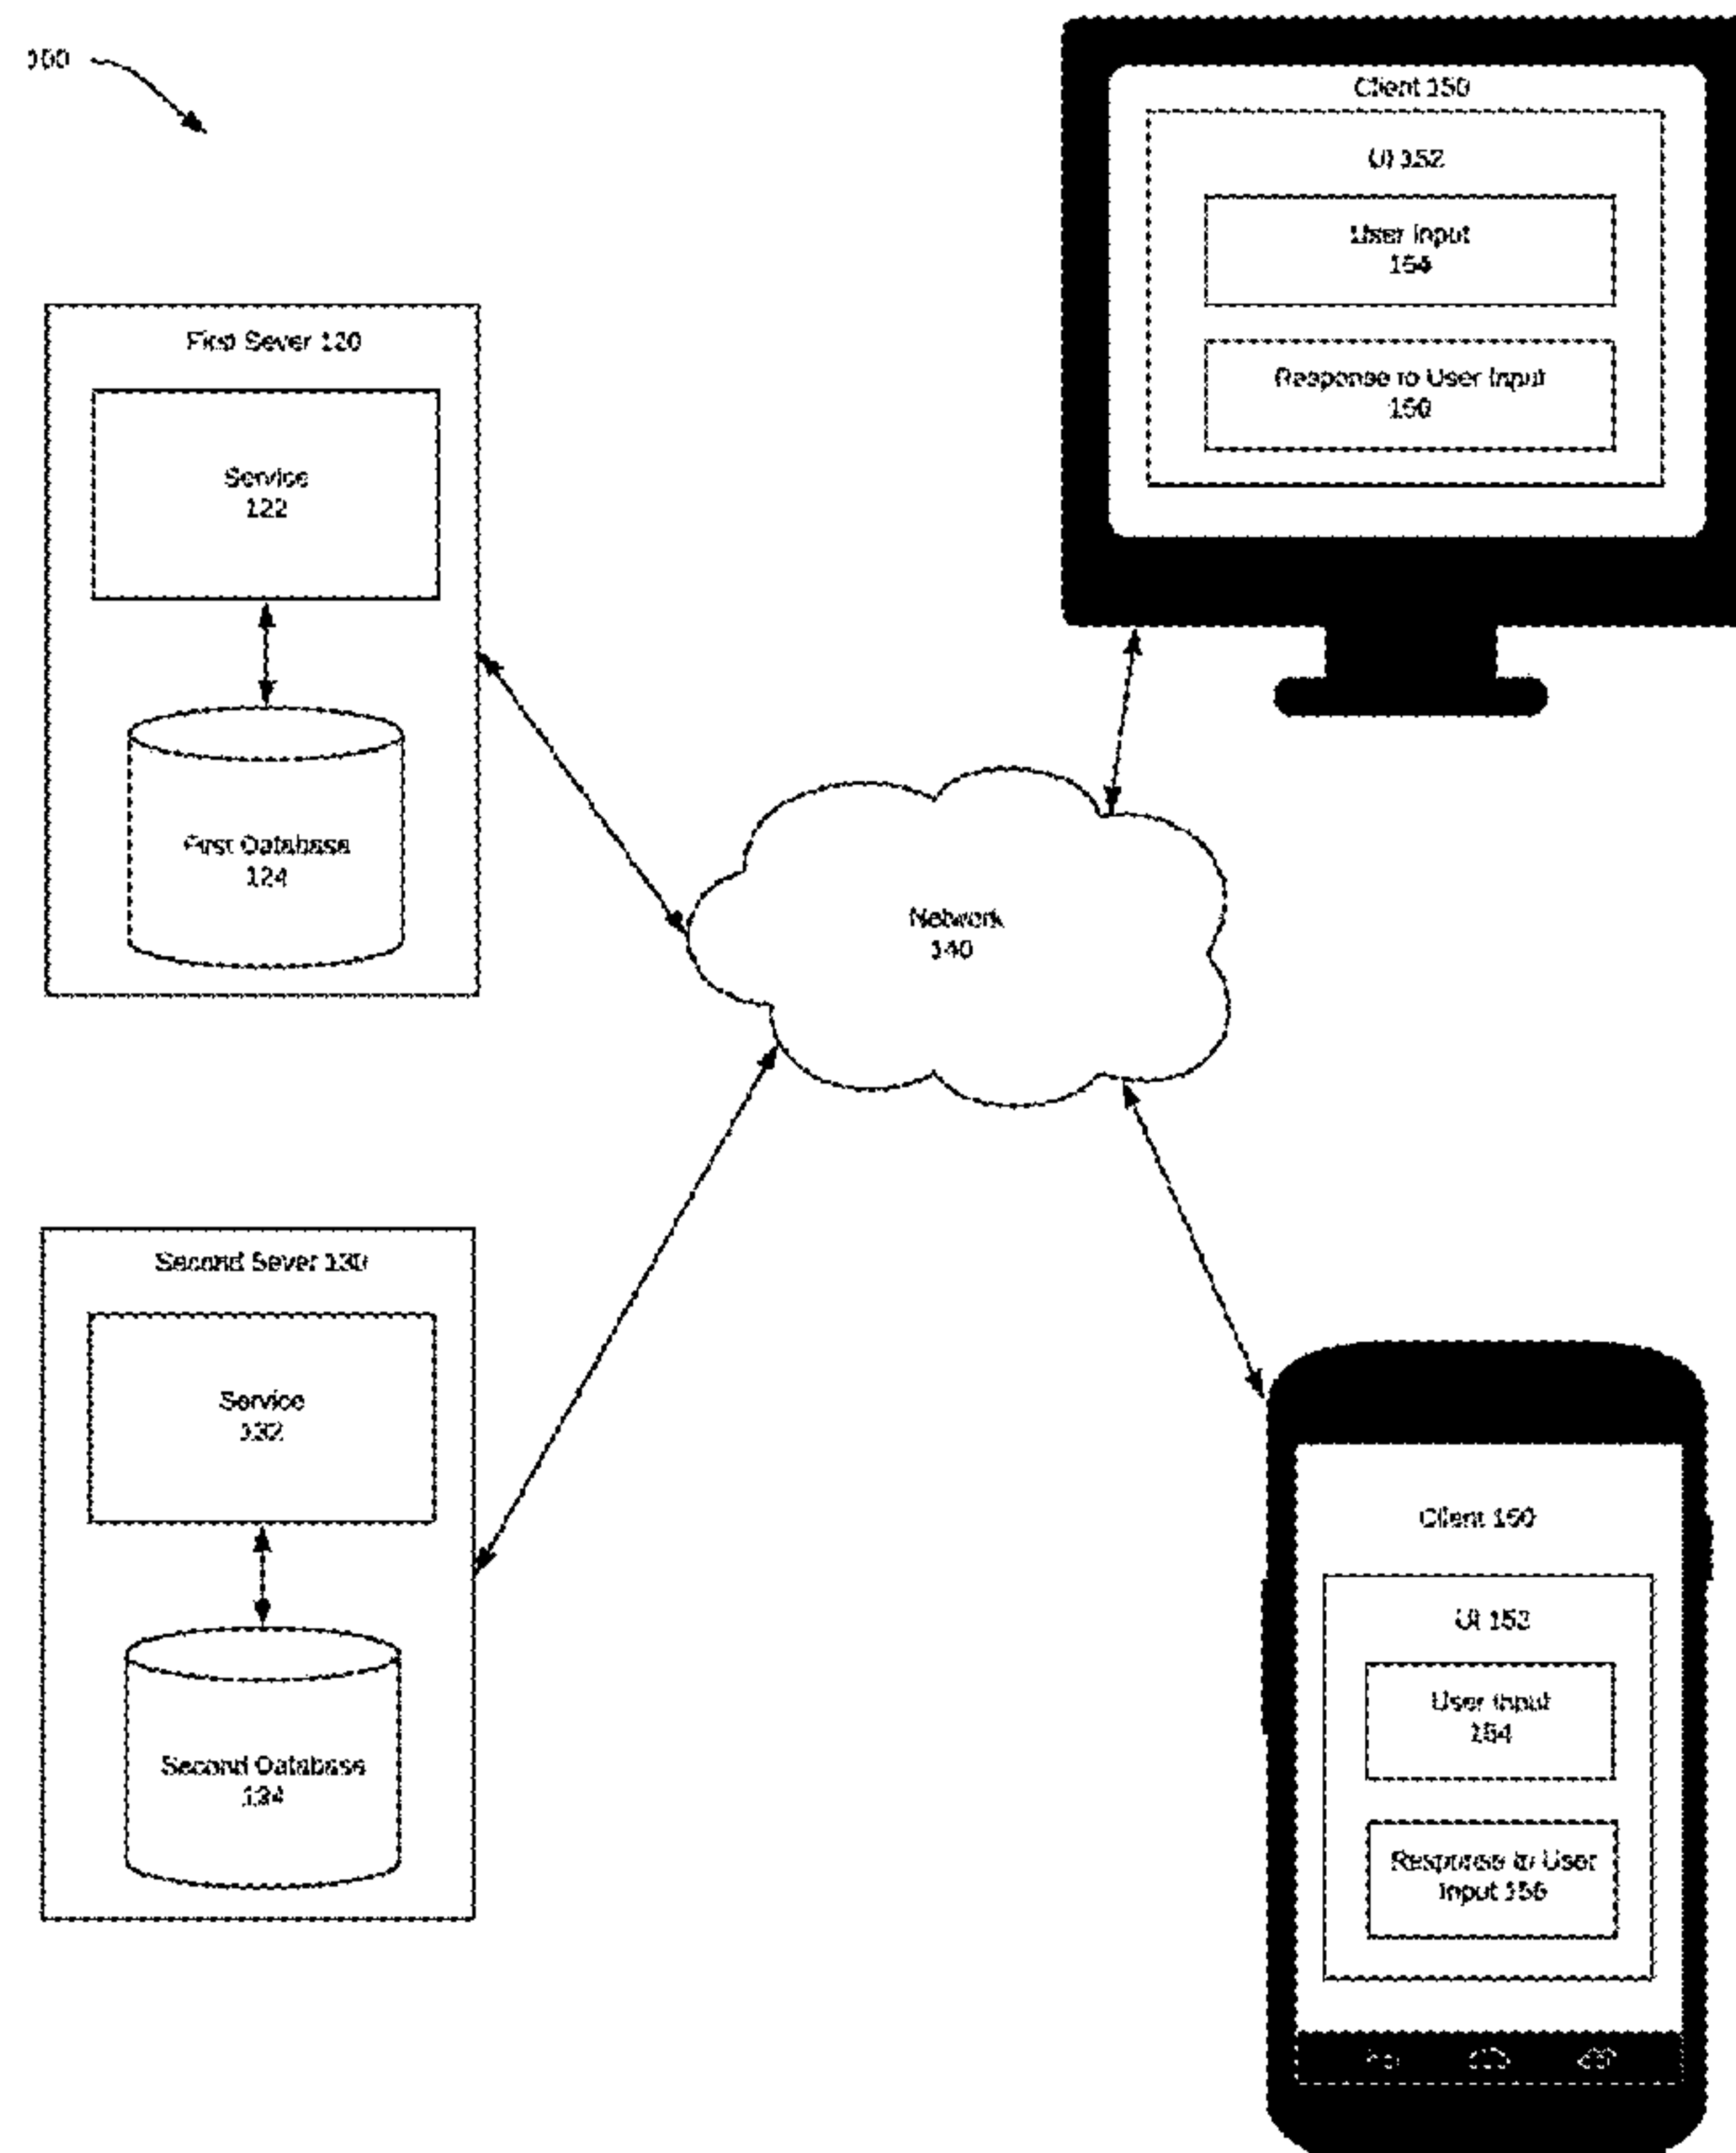 100
Client 150
UI 152
User Input
154
Response to User Input
156
First Sever 120
Service
122
First Database
124
Network
140
Second Sever 130
Service
132
Second Database
134
Client 150
UI 152
User Input
154
Response to User
Input 156